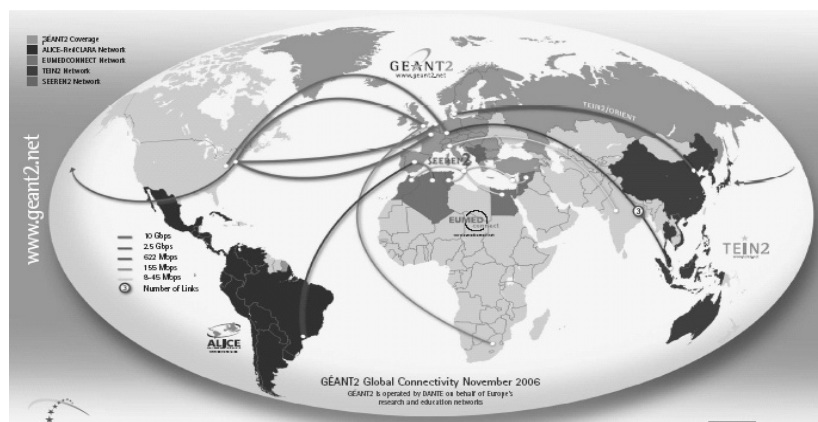 GÉANT2 Coverage
ALICE-RedCLARA Network
EUMEDCONNECT Network
TEIN2 Network
SEEREN2 Network
GEANT2
www.geant2.net
TEIN2/ORIENT
www.geant2.net
SEEREN2
EUMED
connect
3
TEIN2
10 Gbps
2.5 Gbps
622 Mbps
155 Mbps
8-45 Mbps
3 Number of Links
ALICE
GÉANT2 Global Connectivity November 2006
GÉANT2 is operated by DANTE on behalf of Europe's
research and education networks